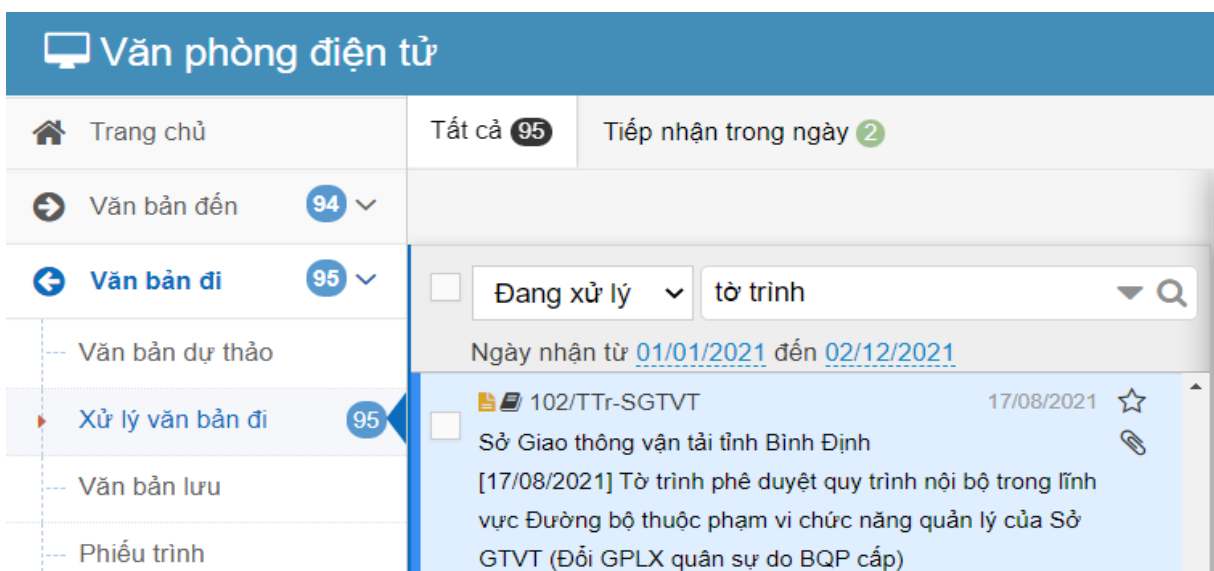 Văn phòng điện tử
Trang chủ
Văn bản đến 94
Văn bản đi 95
Văn bản dự thảo
Xử lý văn bản đi 95
Văn bản lưu
Phiếu trình
Tất cả 95 Tiếp nhận trong ngày 2
Đang xử lý tờ trình
Ngày nhận từ 01/01/2021 đến 02/12/2021
102/TTr-SGTVT 17/08/2021
Sở Giao thông vận tải tỉnh Bình Định
[17/08/2021] Tờ trình phê duyệt quy trình nội bộ trong lĩnh
vực Đường bộ thuộc phạm vi chức năng quản lý của Sở
GTVT (Đổi GPLX quân sự do BQP cấp)